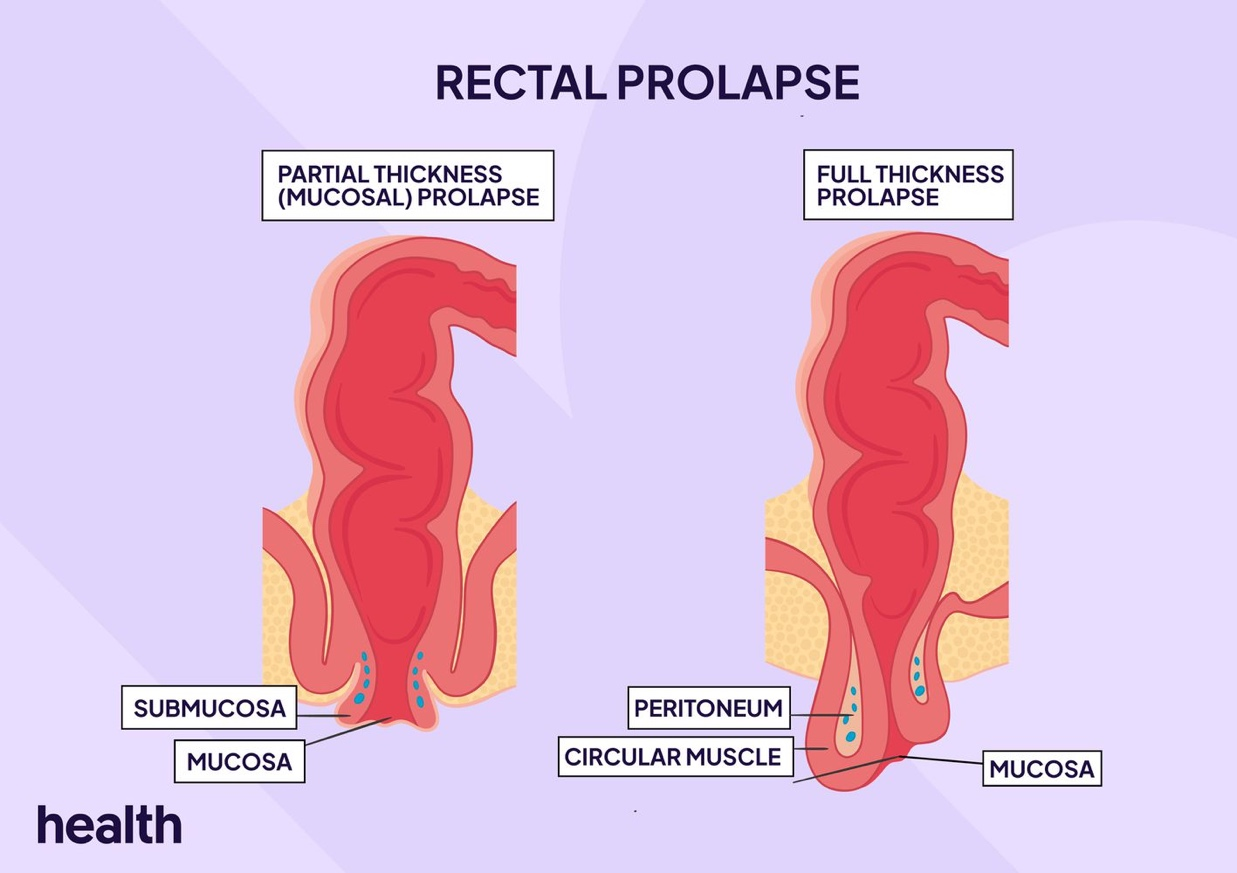 RECTAL PROLAPSE
PARTIAL THICKNESS
(MUCOSAL) PROLAPSE
FULL THICKNESS
PROLAPSE
SUBMUCOSA
MUCOSA
PERITONEUM
CIRCULAR MUSCLE
MUCOSA
health